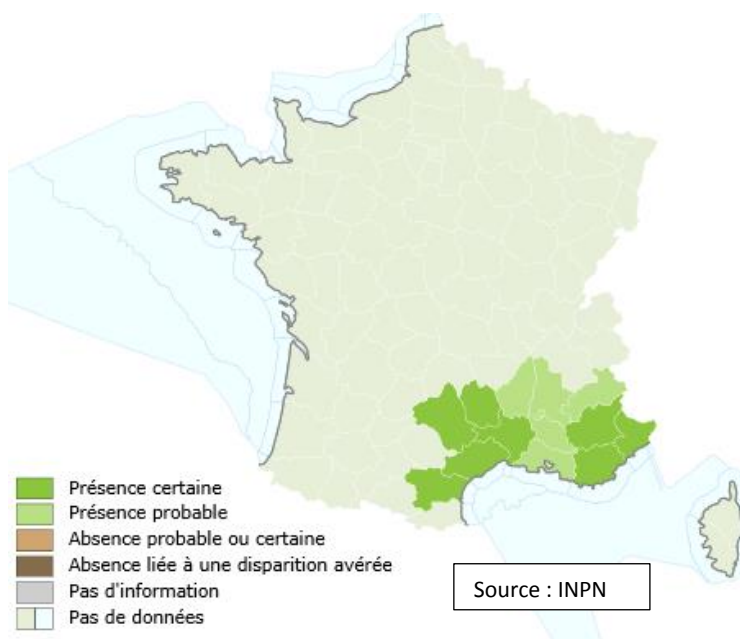 Présence certaine
Présence probable
Absence probable ou certaine
Absence liée à une disparition avérée
Pas d'information
Pas de données
Source : INPN